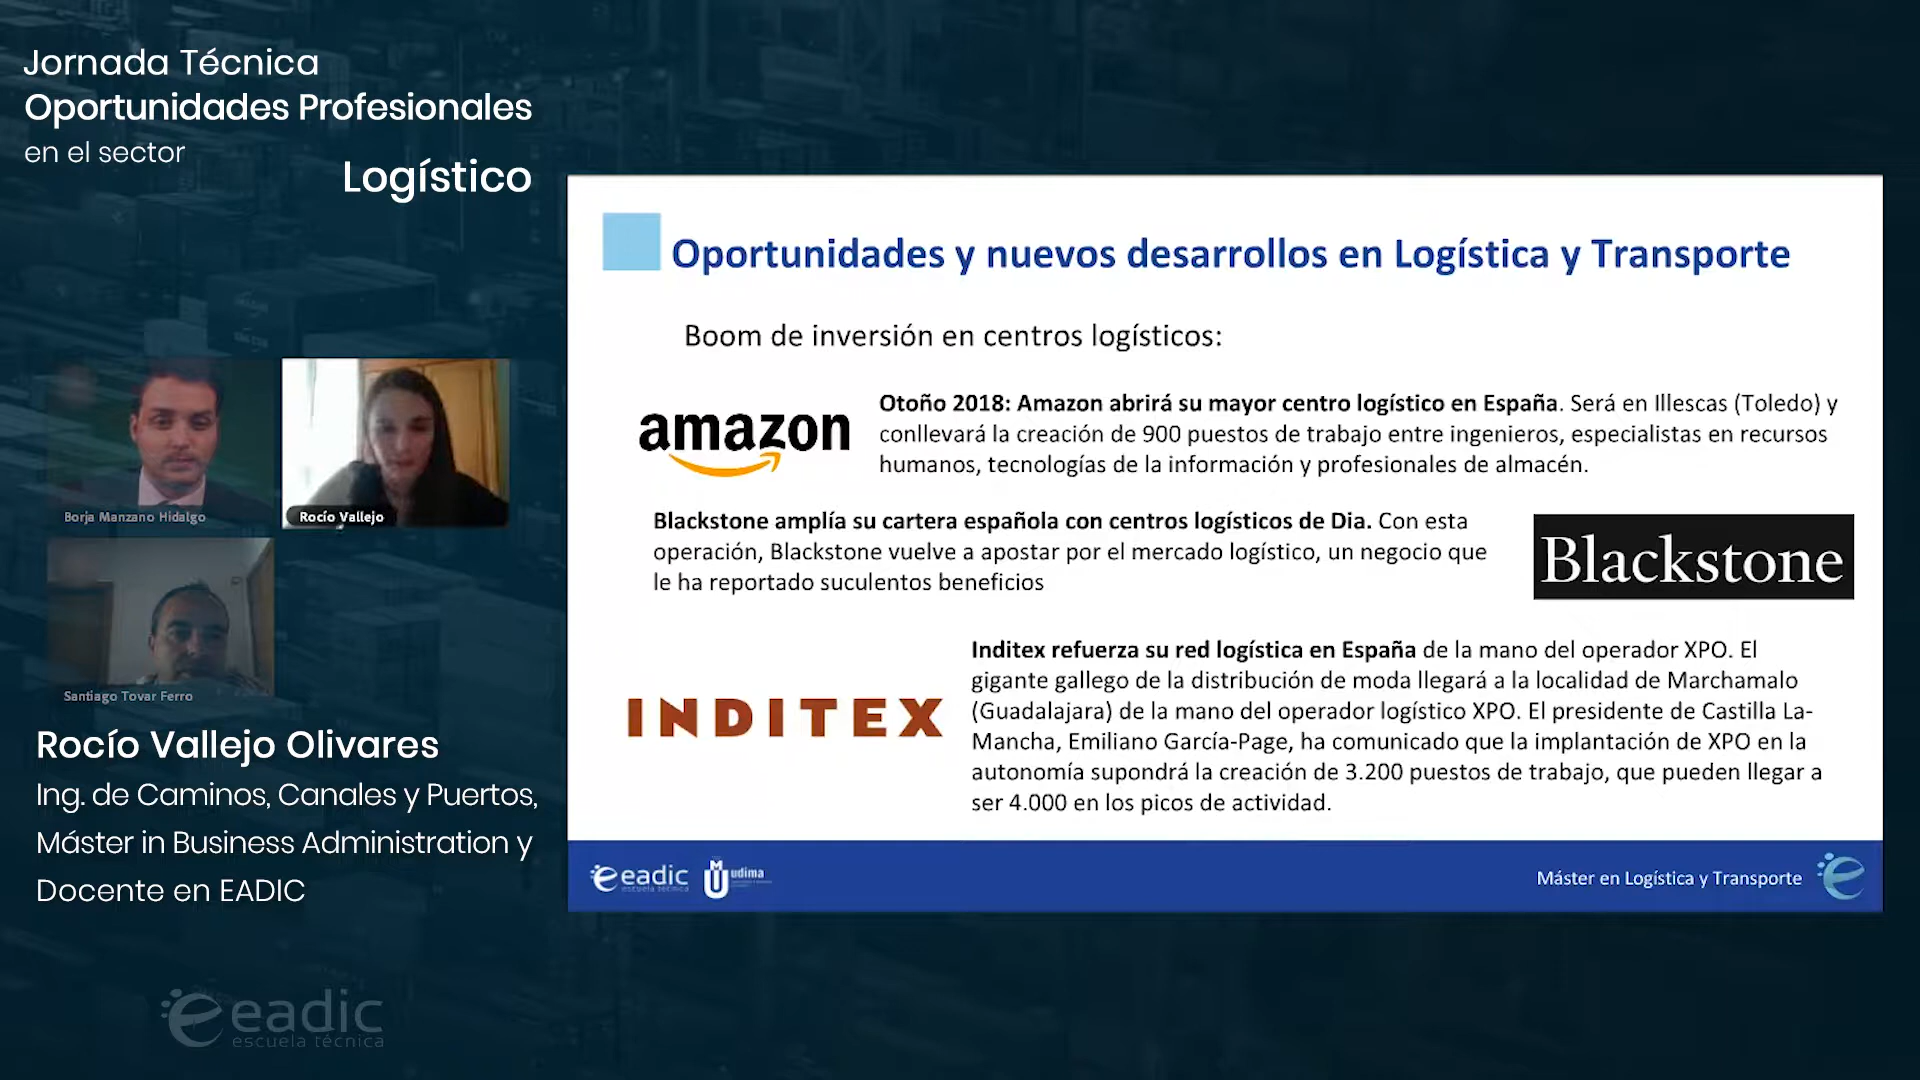 Jornada Técnica
Oportunidades Profesionales
en el sector
Logístico
Borja Manzano Hidalgo
Rocío Vallejo
Santiago Tovar Ferro
Rocío Vallejo Olivares
Ing. de Caminos, Canales y Puertos,
Máster in Business Administration y
Docente en EADIC
eadic
escuela técnica
Oportunidades y nuevos desarrollos en Logística y Transporte
Boom de inversión en centros logísticos:
amazon
Otoño 2018: Amazon abrirá su mayor centro logístico en España. Será en Illescas (Toledo) y
conllevará la creación de 900 puestos de trabajo entre ingenieros, especialistas en recursos
humanos, tecnologías de la información y profesionales de almacén.
Blackstone amplía su cartera española con centros logísticos de Dia. Con esta
operación, Blackstone vuelve a apostar por el mercado logístico, un negocio que
le ha reportado suculentos beneficios
Blackstone
INDITEX
Inditex refuerza su red logística en España de la mano del operador XPO. El
gigante gallego de la distribución de moda llegará a la localidad de Marchamalo
(Guadalajara) de la mano del operador logístico XPO. El presidente de Castilla La-
Mancha, Emiliano García-Page, ha comunicado que la implantación de XPO en la
autonomía supondrá la creación de 3.200 puestos de trabajo, que pueden llegar a
ser 4.000 en los picos de actividad.
eadic
escuela técnica
udima
Máster en Logística y Transporte